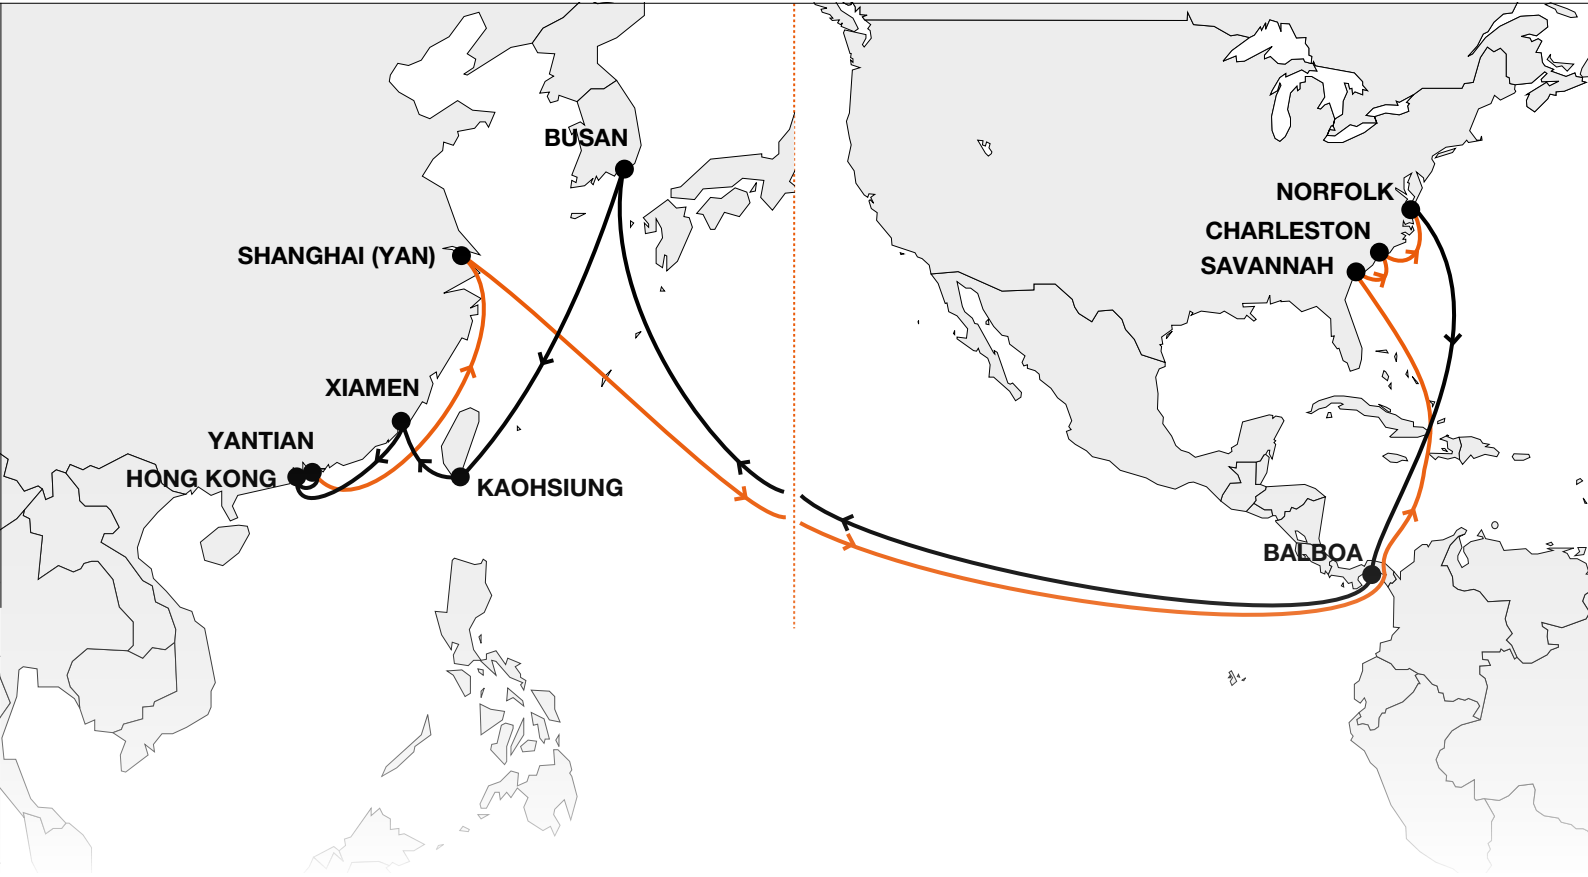 BUSAN
NORFOLK
CHARLESTON
SHANGHAI (YAN)
SAVANNAH
XIAMEN
YANTIAN
HONG KONG
KAOHSIUNG
BALBOA